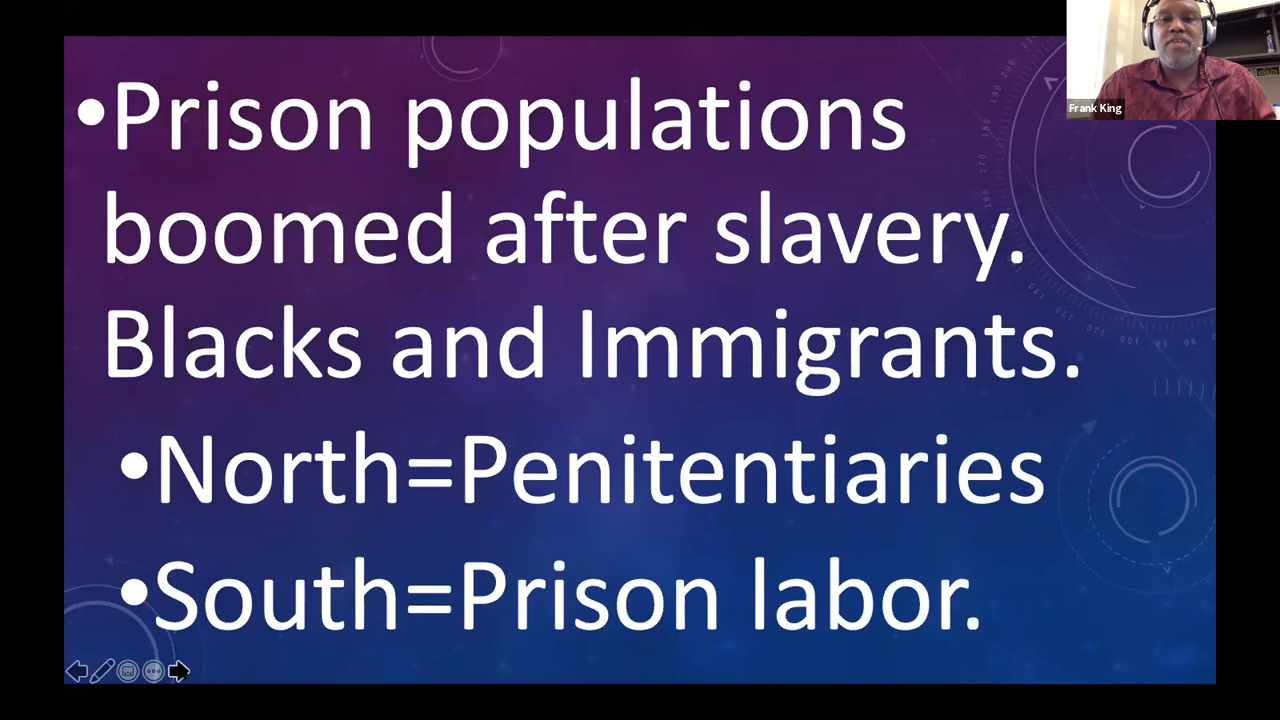 •Prison populations
boomed after slavery.
Blacks and Immigrants.
•North=Penitentiaries
•South=Prison labor.
Frank King